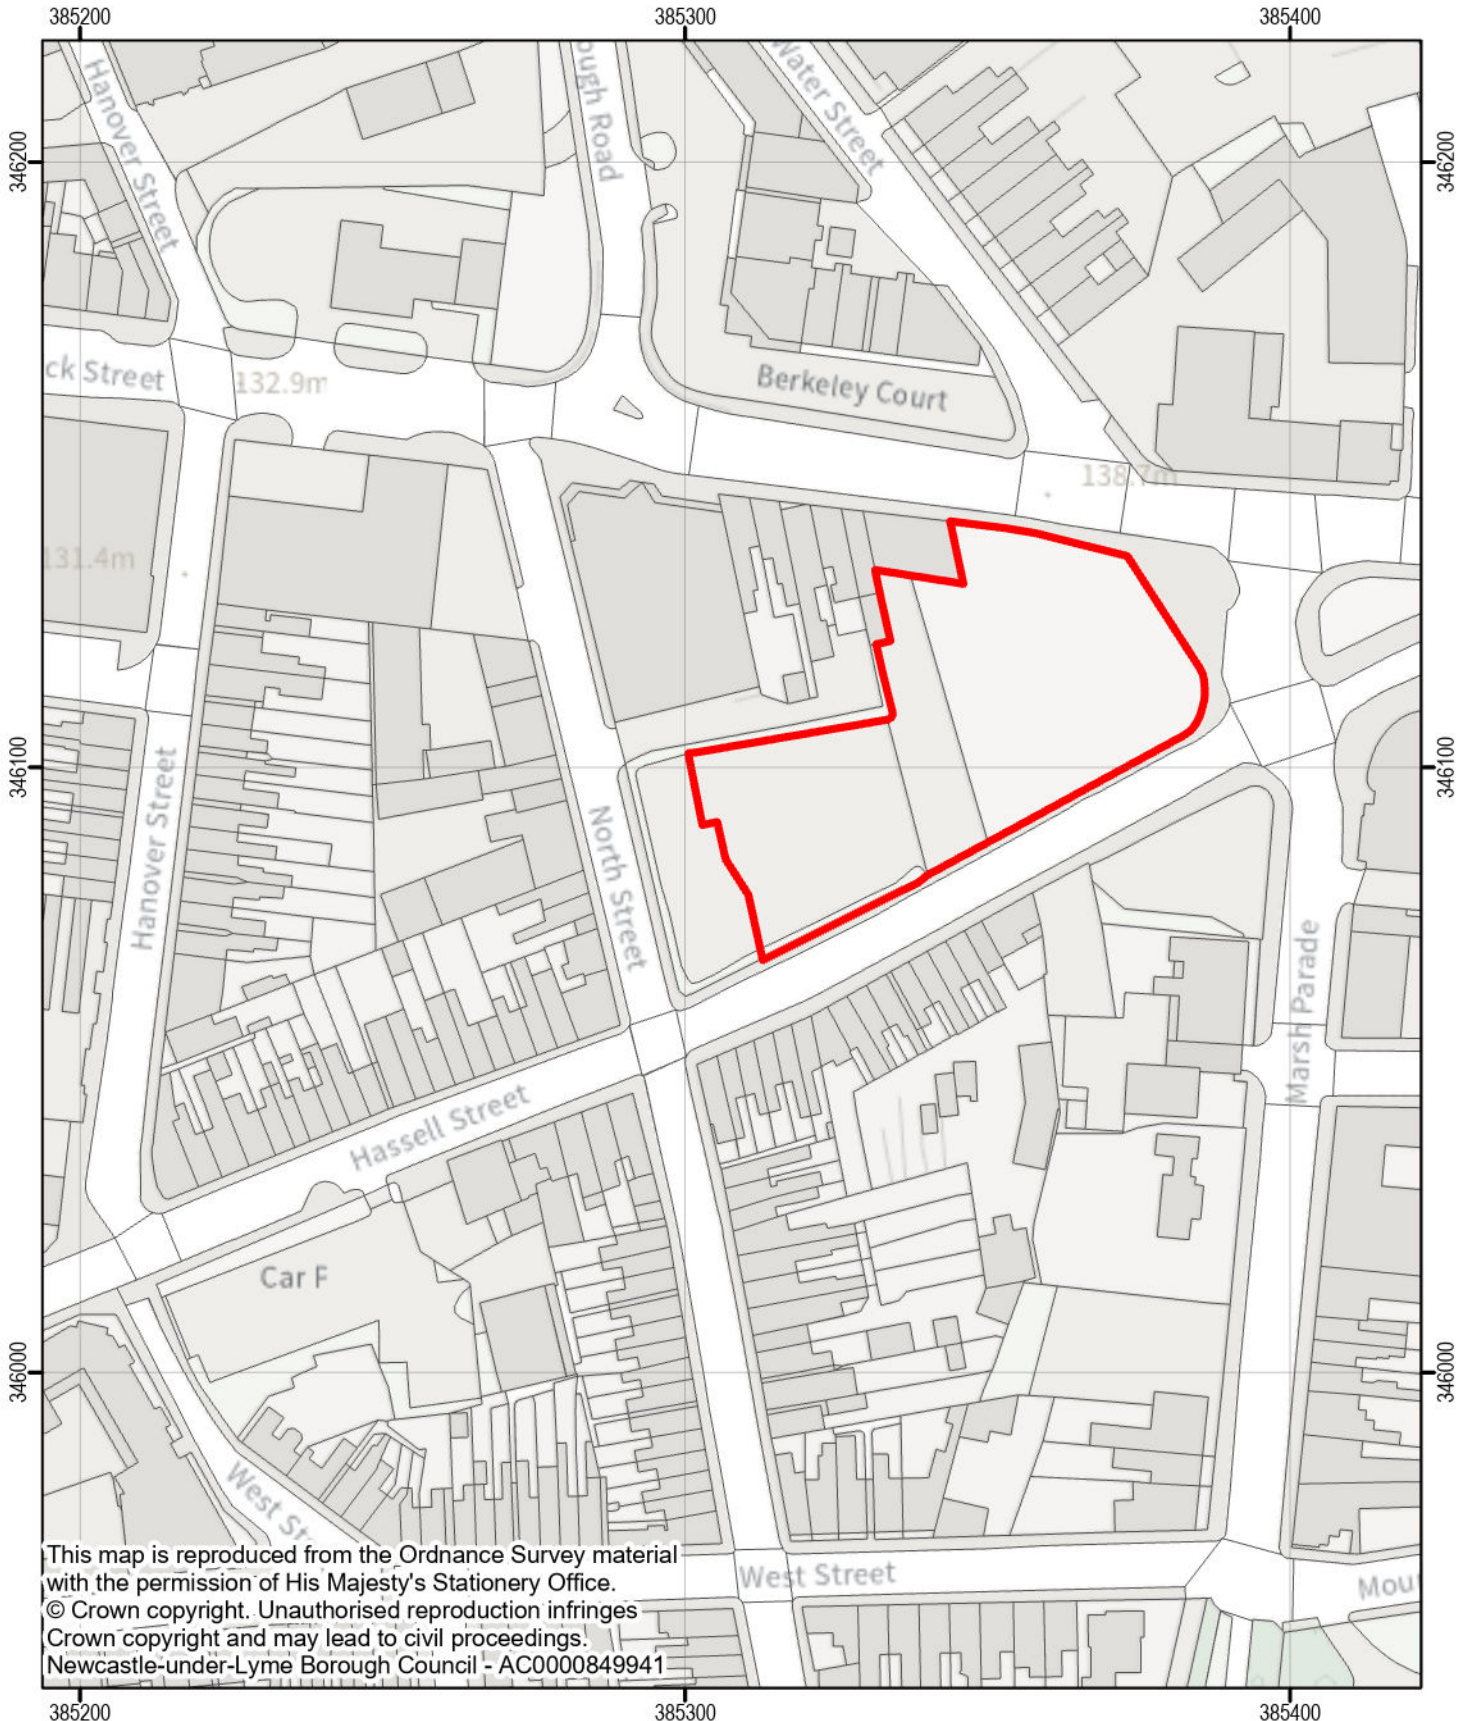 385200
385300
385400
Hanover Street
ough Road
Water Street
346200
346200
ck Street
132.9m
Berkeley Court
138.7m
131.4m
346100
346100
Hanover Street
North Street
Marsh Parade
Hassell Street
Car P
346000
346000
West St
This map is reproduced from the Ordnance Survey material
with the permission of His Majesty's Stationery Office.
© Crown copyright. Unauthorised reproduction infringes
Crown copyright and may lead to civil proceedings.
Newcastle-under-Lyme Borough Council - AC0000849941
West Street
Mou
385200
385300
385400